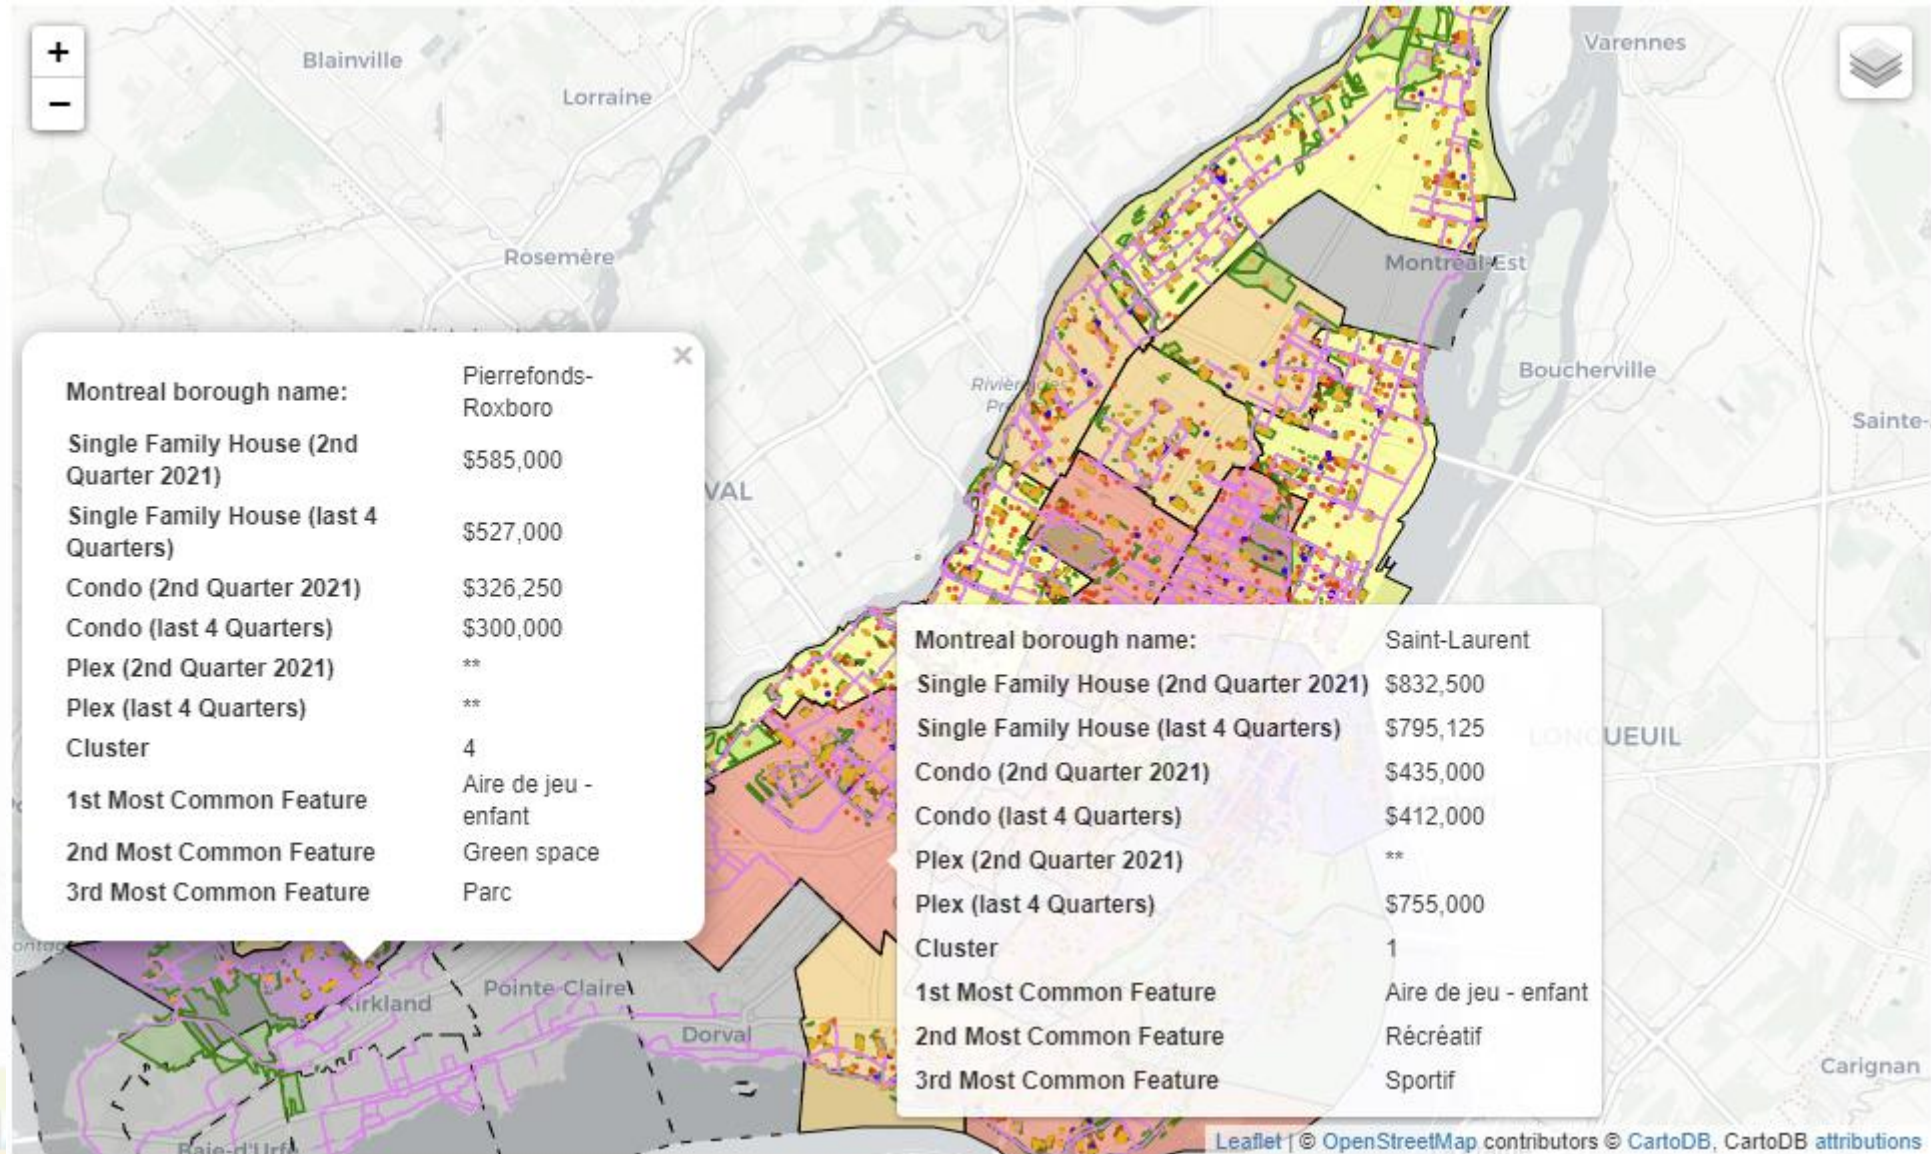 +
−
Blainville
Lorraine
Rosemère
Varennes
Montréal-Est
Boucherville
Sainte-
VAL
UEUIL
Carignan
Kirkland
Pointe-Claire
Dorval
Baie-d'Urfé
×
Montreal borough name: Pierrefonds-
Roxboro
Single Family House (2nd
Quarter 2021) $585,000
Single Family House (last 4
Quarters) $527,000
Condo (2nd Quarter 2021) $326,250
Condo (last 4 Quarters) $300,000
Plex (2nd Quarter 2021) **
Plex (last 4 Quarters) **
Cluster 4
1st Most Common Feature Aire de jeu -
enfant
2nd Most Common Feature Green space
3rd Most Common Feature Parc
Montreal borough name: Saint-Laurent
Single Family House (2nd Quarter 2021) $832,500
Single Family House (last 4 Quarters) $795,125
Condo (2nd Quarter 2021) $435,000
Condo (last 4 Quarters) $412,000
Plex (2nd Quarter 2021) **
Plex (last 4 Quarters) $755,000
Cluster 1
1st Most Common Feature Aire de jeu - enfant
2nd Most Common Feature Récréatif
3rd Most Common Feature Sportif
Leaflet | © OpenStreetMap contributors © CartoDB, CartoDB attributions